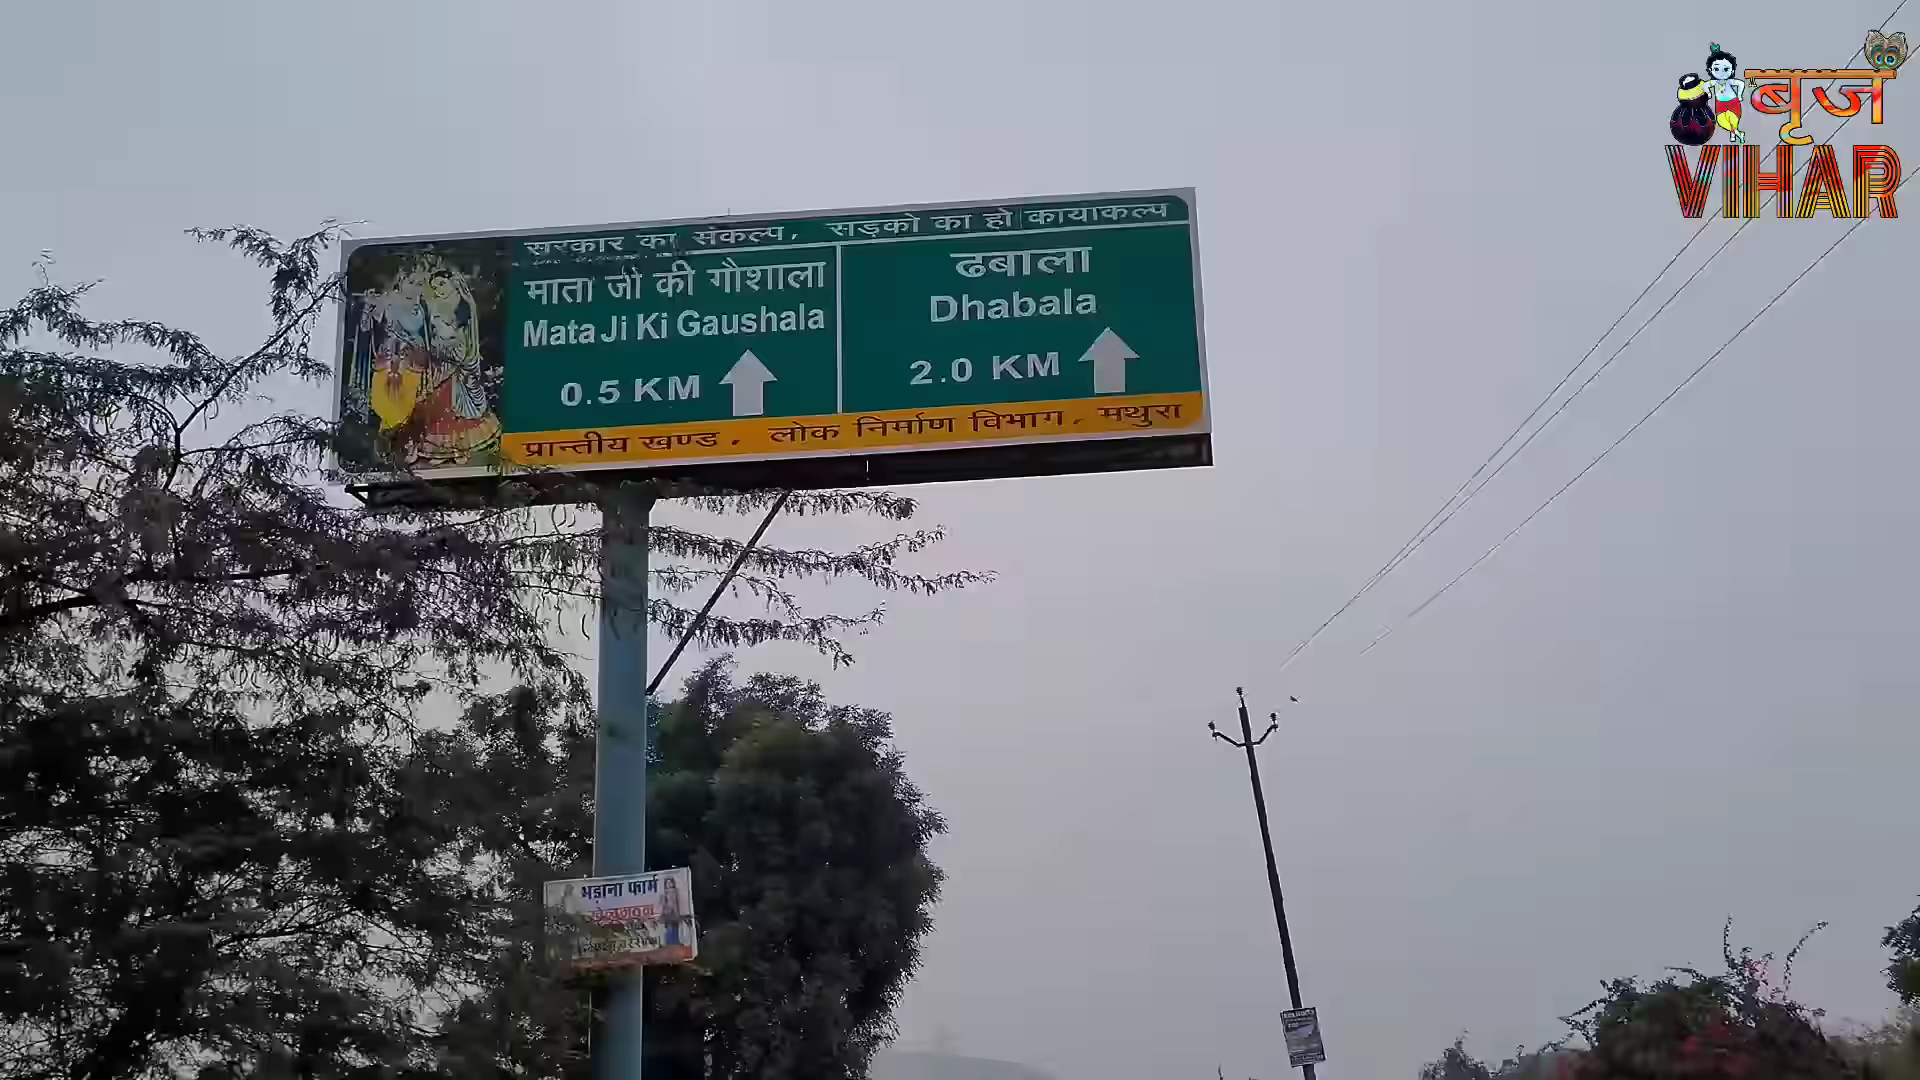 बृज
VIHAR
सरकार का संकल्प, सड़को का हो कायाकल्प
माता जी की गौशाला
Mata Ji Ki Gaushala
0.5 KM
ढबाला
Dhabala
2.0 KM
प्रान्तीय खण्ड, लोक निर्माण विभाग, मथुरा
भड़ाना फार्म